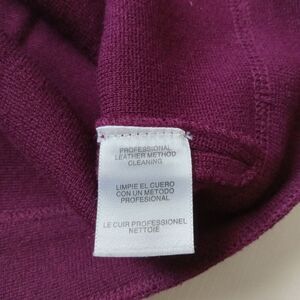 PROFESSIONAL
LEATHER METHOD
CLEANING
LIMPIE EL CUERO
CON UN METODO
PROFESIONAL
LE CUIR PROFESSIONEL
NETTOIE